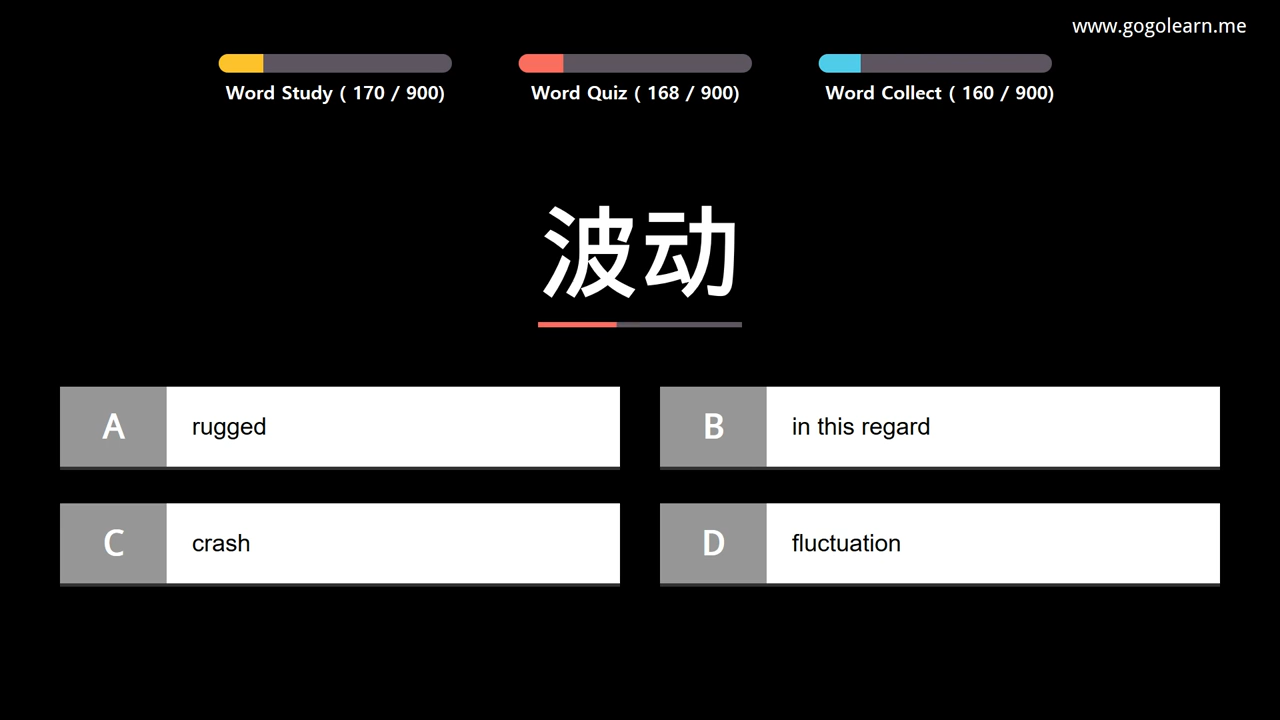 www.gogolearn.me
Word Study ( 170 / 900)
Word Quiz ( 168 / 900)
Word Collect ( 160 / 900)
波动
A rugged
B in this regard
C crash
D fluctuation